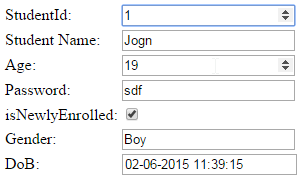 StudentId: 1
Student Name: Jogn
Age: 19
Password: sdf
isNewlyEnrolled:
Gender: Boy
DoB: 02-06-2015 11:39:15